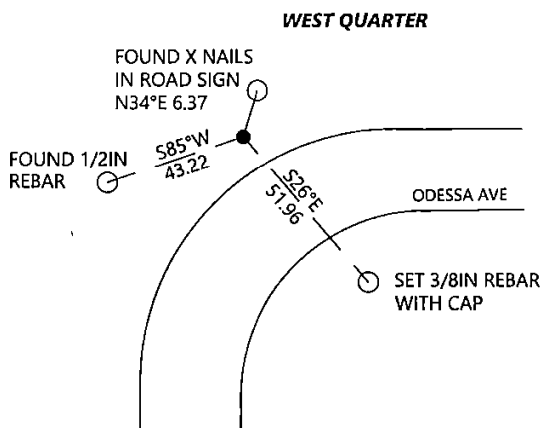 WEST QUARTER
FOUND X NAILS
IN ROAD SIGN
N34°E 6.37
FOUND 1/2IN
REBAR
S85°W
43.22
S26°E
51.96
ODESSA AVE
SET 3/8IN REBAR
WITH CAP